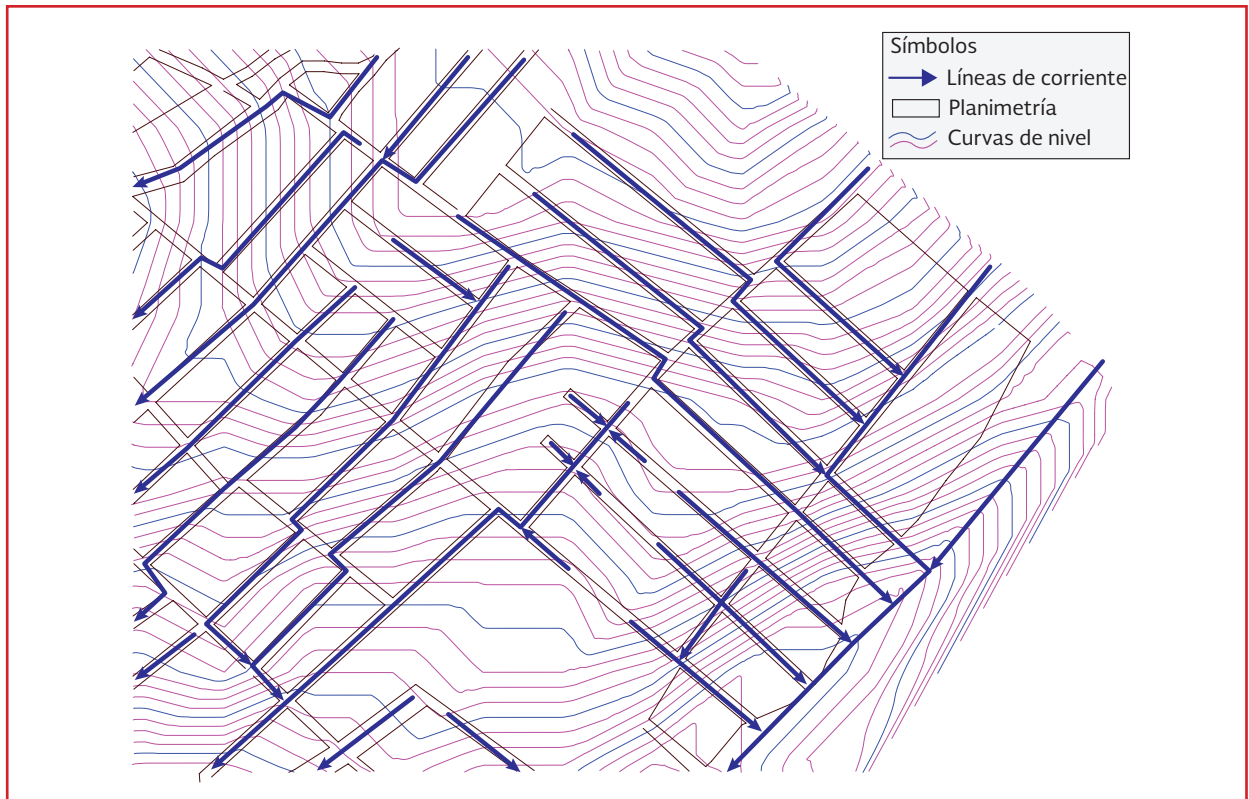 Símbolos
Líneas de corriente
Planimetría
Curvas de nivel